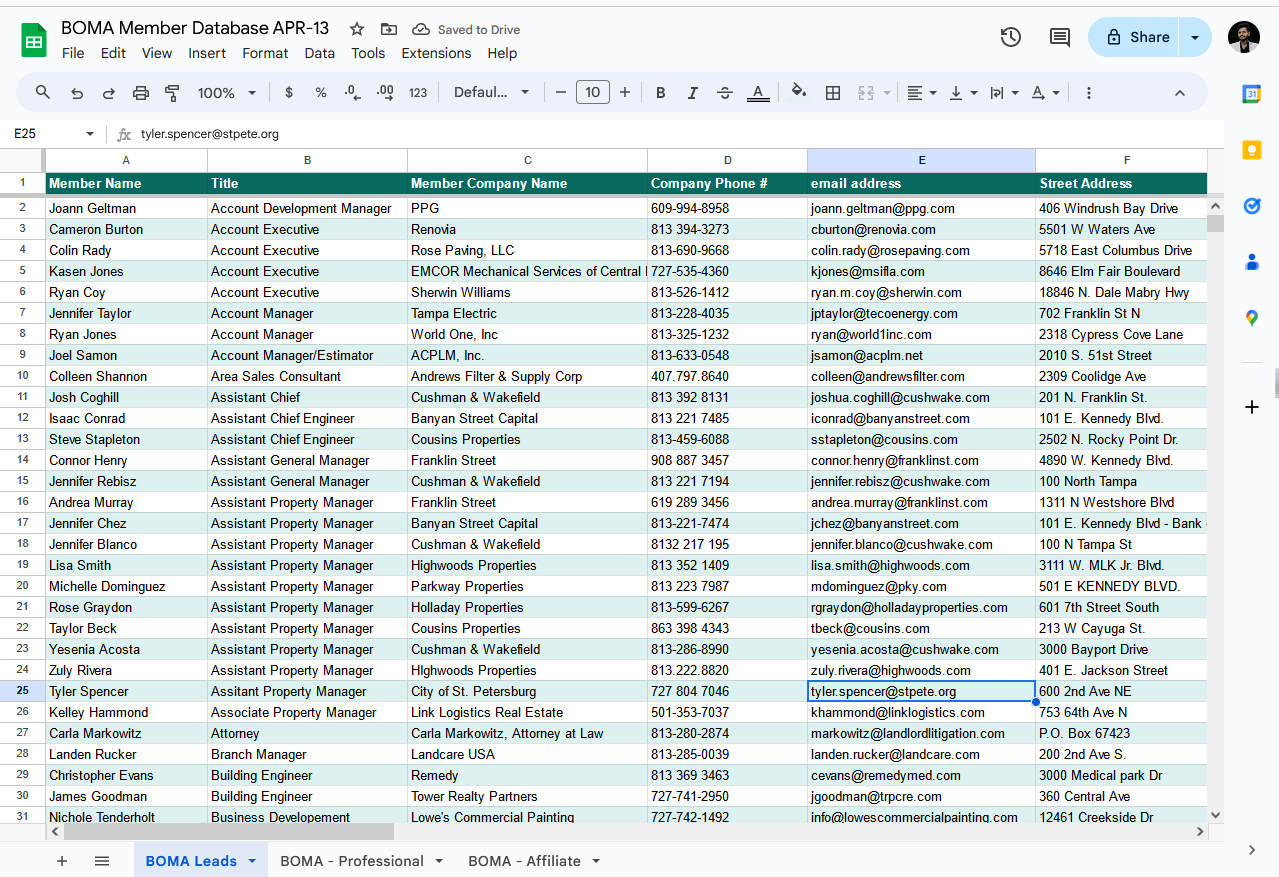 BOMA Member Database APR-13 Saved to Drive
File Edit View Insert Format Data Tools Extensions Help
Share
100% $ % .0 .00 123 Defaul... 10 B I S A A
31
E25 fx tyler.spencer@stpete.org
A B C D E F
1 Member Name Title Member Company Name Company Phone # email address Street Address
2 Joann Geltman Account Development Manager PPG 609-994-8958 joann.geltman@ppg.com 406 Windrush Bay Drive
3 Cameron Burton Account Executive Renovia 813 394-3273 cburton@renovia.com 5501 W Waters Ave
4 Colin Rady Account Executive Rose Paving, LLC 813-690-9668 colin.rady@rosepaving.com 5718 East Columbus Drive
5 Kasen Jones Account Executive EMCOR Mechanical Services of Central 727-535-4360 kjones@msifla.com 8646 Elm Fair Boulevard
6 Ryan Coy Account Executive Sherwin Williams 813-526-1412 ryan.m.coy@sherwin.com 18846 N. Dale Mabry Hwy
7 Jennifer Taylor Account Manager Tampa Electric 813-228-4035 jptaylor@tecoenergy.com 702 Franklin St N
8 Ryan Jones Account Manager World One, Inc 813-325-1232 ryan@world1inc.com 2318 Cypress Cove Lane
9 Joel Samon Account Manager/Estimator ACPLM, Inc. 813-633-0548 jsamon@acplm.net 2010 S. 51st Street
10 Colleen Shannon Area Sales Consultant Andrews Filter & Supply Corp 407.797.8640 colleen@andrewsfilter.com 2309 Coolidge Ave
11 Josh Coghill Assistant Chief Cushman & Wakefield 813 392 8131 joshua.coghill@cushwake.com 201 N. Franklin St.
12 Isaac Conrad Assistant Chief Engineer Banyan Street Capital 813 221 7485 iconrad@banyanstreet.com 101 E. Kennedy Blvd.
13 Steve Stapleton Assistant Chief Engineer Cousins Properties 813-459-6088 sstapleton@cousins.com 2502 N. Rocky Point Dr.
14 Connor Henry Assistant General Manager Franklin Street 908 887 3457 connor.henry@franklinst.com 4890 W. Kennedy Blvd.
15 Jennifer Rebisz Assistant General Manager Cushman & Wakefield 813 221 7194 jennifer.rebisz@cushwake.com 100 North Tampa
16 Andrea Murray Assistant Property Manager Franklin Street 619 289 3456 andrea.murray@franklinst.com 1311 N Westshore Blvd
17 Jennifer Chez Assistant Property Manager Banyan Street Capital 813-221-7474 jchez@banyanstreet.com 101 E. Kennedy Blvd - Bank
18 Jennifer Blanco Assistant Property Manager Cushman & Wakefield 8132 217 195 jennifer.blanco@cushwake.com 100 N Tampa St
19 Lisa Smith Assistant Property Manager Highwoods Properties 813 352 1409 lisa.smith@highwoods.com 3111 W. MLK Jr. Blvd.
20 Michelle Dominguez Assistant Property Manager Parkway Properties 813 223 7987 mdominguez@pky.com 501 E KENNEDY BLVD.
21 Rose Graydon Assistant Property Manager Holladay Properties 813-599-6267 rgraydon@holladayproperties.com 601 7th Street South
22 Taylor Beck Assistant Property Manager Cousins Properties 863 398 4343 tbeck@cousins.com 213 W Cayuga St.
23 Yesenia Acosta Assistant Property Manager Cushman & Wakefield 813-286-8990 yesenia.acosta@cushwake.com 3000 Bayport Drive
24 Zuly Rivera Assistant Property Manager HIghwoods Properties 813.222.8820 zuly.rivera@highwoods.com 401 E. Jackson Street
25 Tyler Spencer Assitant Property Manager City of St. Petersburg 727 804 7046 tyler.spencer@stpete.org 600 2nd Ave NE
26 Kelley Hammond Associate Property Manager Link Logistics Real Estate 501-353-7037 khammond@linklogistics.com 753 64th Ave N
27 Carla Markowitz Attorney Carla Markowitz, Attorney at Law 813-280-2874 markowitz@landlordlitigation.com P.O. Box 67423
28 Landen Rucker Branch Manager Landcare USA 813-285-0039 landen.rucker@landcare.com 200 2nd Ave S.
29 Christopher Evans Building Engineer Remedy 813 369 3463 cevans@remedymed.com 3000 Medical park Dr
30 James Goodman Building Engineer Tower Realty Partners 727-741-2950 jgoodman@trpcre.com 360 Central Ave
31 Nichole Tenderholt Business Developement Lowe's Commercial Painting 727-742-1492 info@lowescommercialpainting.com 12461 Creekside Dr
BOMA Leads BOMA - Professional BOMA - Affiliate